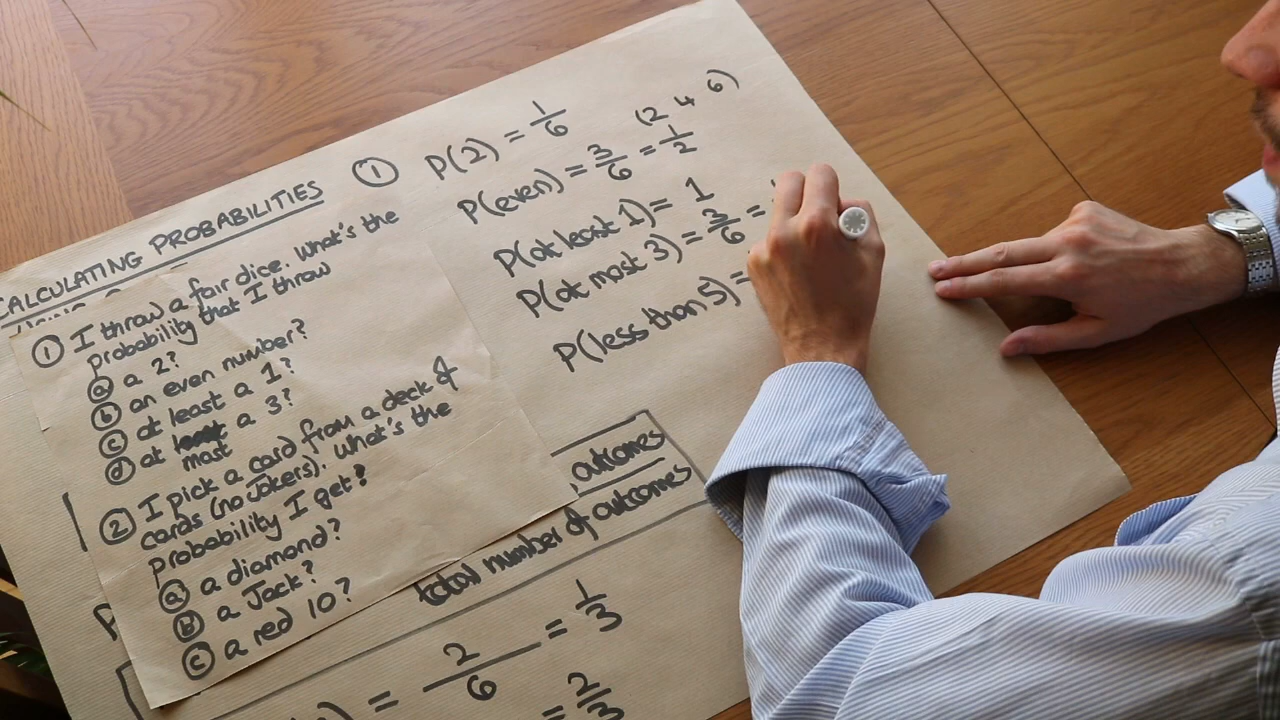 CALCULATING PROBABILITIES
① I throw a fair dice. What's the
probability that I throw
ⓐ a 2?
ⓑ an even number?
ⓒ at least a 1?
ⓓ at a 3?
most
② I pick a card from a deck of
cards (no Jokers). What's the
probability I get?
ⓐ a diamond?
ⓑ a Jack?
ⓒ a red 10?
① P(2) = 1/6
P(even) = 3/6 = 1/2 (2 4 6)
P(at least 1) = 1
P(at most 3) = 3/6 =
P(less than 5) =
outcomes
total number of outcomes
P
) = 2/6 = 1/3
= 2/3